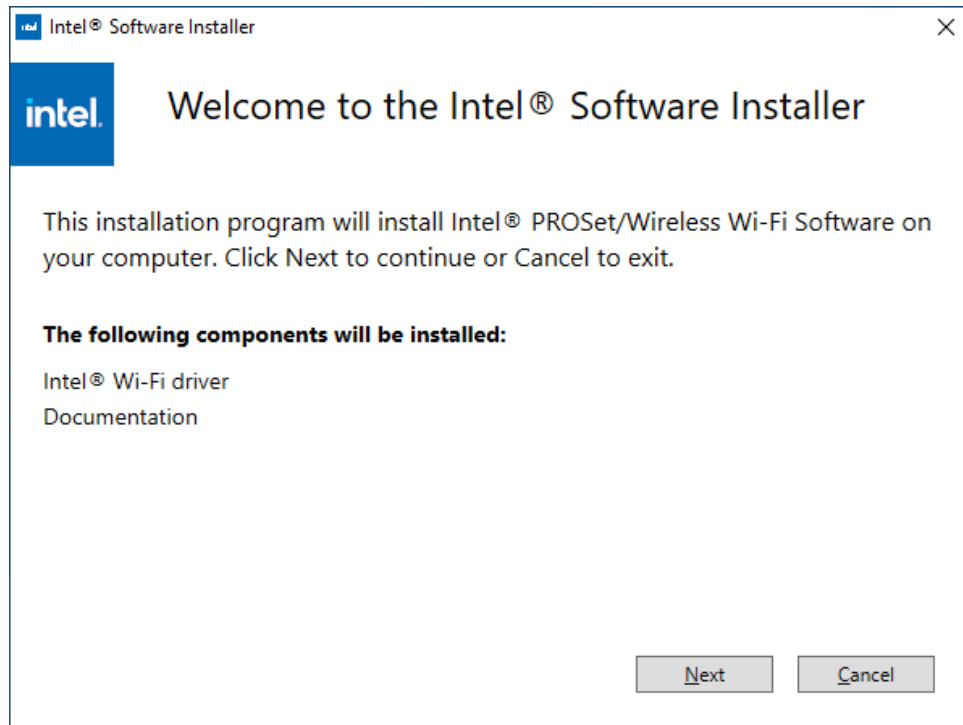 intel Intel® Software Installer
intel.
Welcome to the Intel® Software Installer
This installation program will install Intel® PROSet/Wireless Wi-Fi Software on
your computer. Click Next to continue or Cancel to exit.
The following components will be installed:
Intel® Wi-Fi driver
Documentation
Next
Cancel